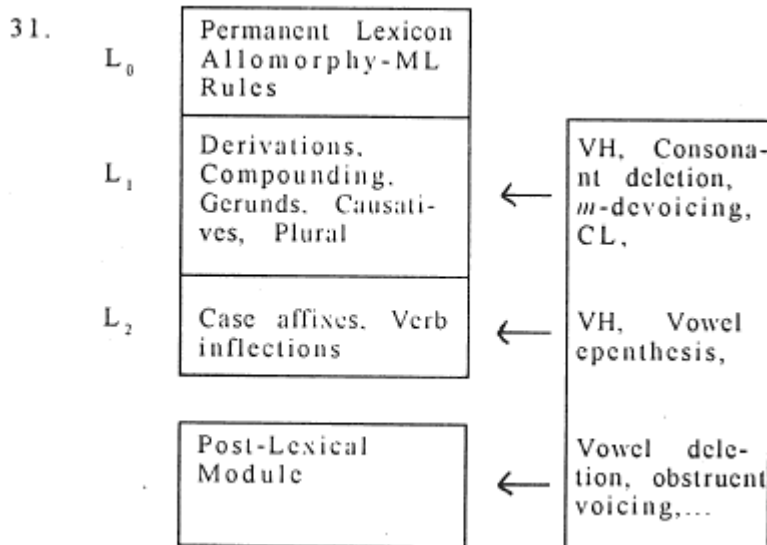 31.
L₀
Permanent Lexicon
Allomorphy-ML
Rules
L₁
Derivations,
Compounding,
Gerunds, Causati-
ves, Plural
VH, Consona-
nt deletion,
m-devoicing,
CL,
L₂
Case affixes, Verb
inflections
VH, Vowel
epenthesis,
Post-Lexical
Module
Vowel dele-
tion, obstruent
voicing,...